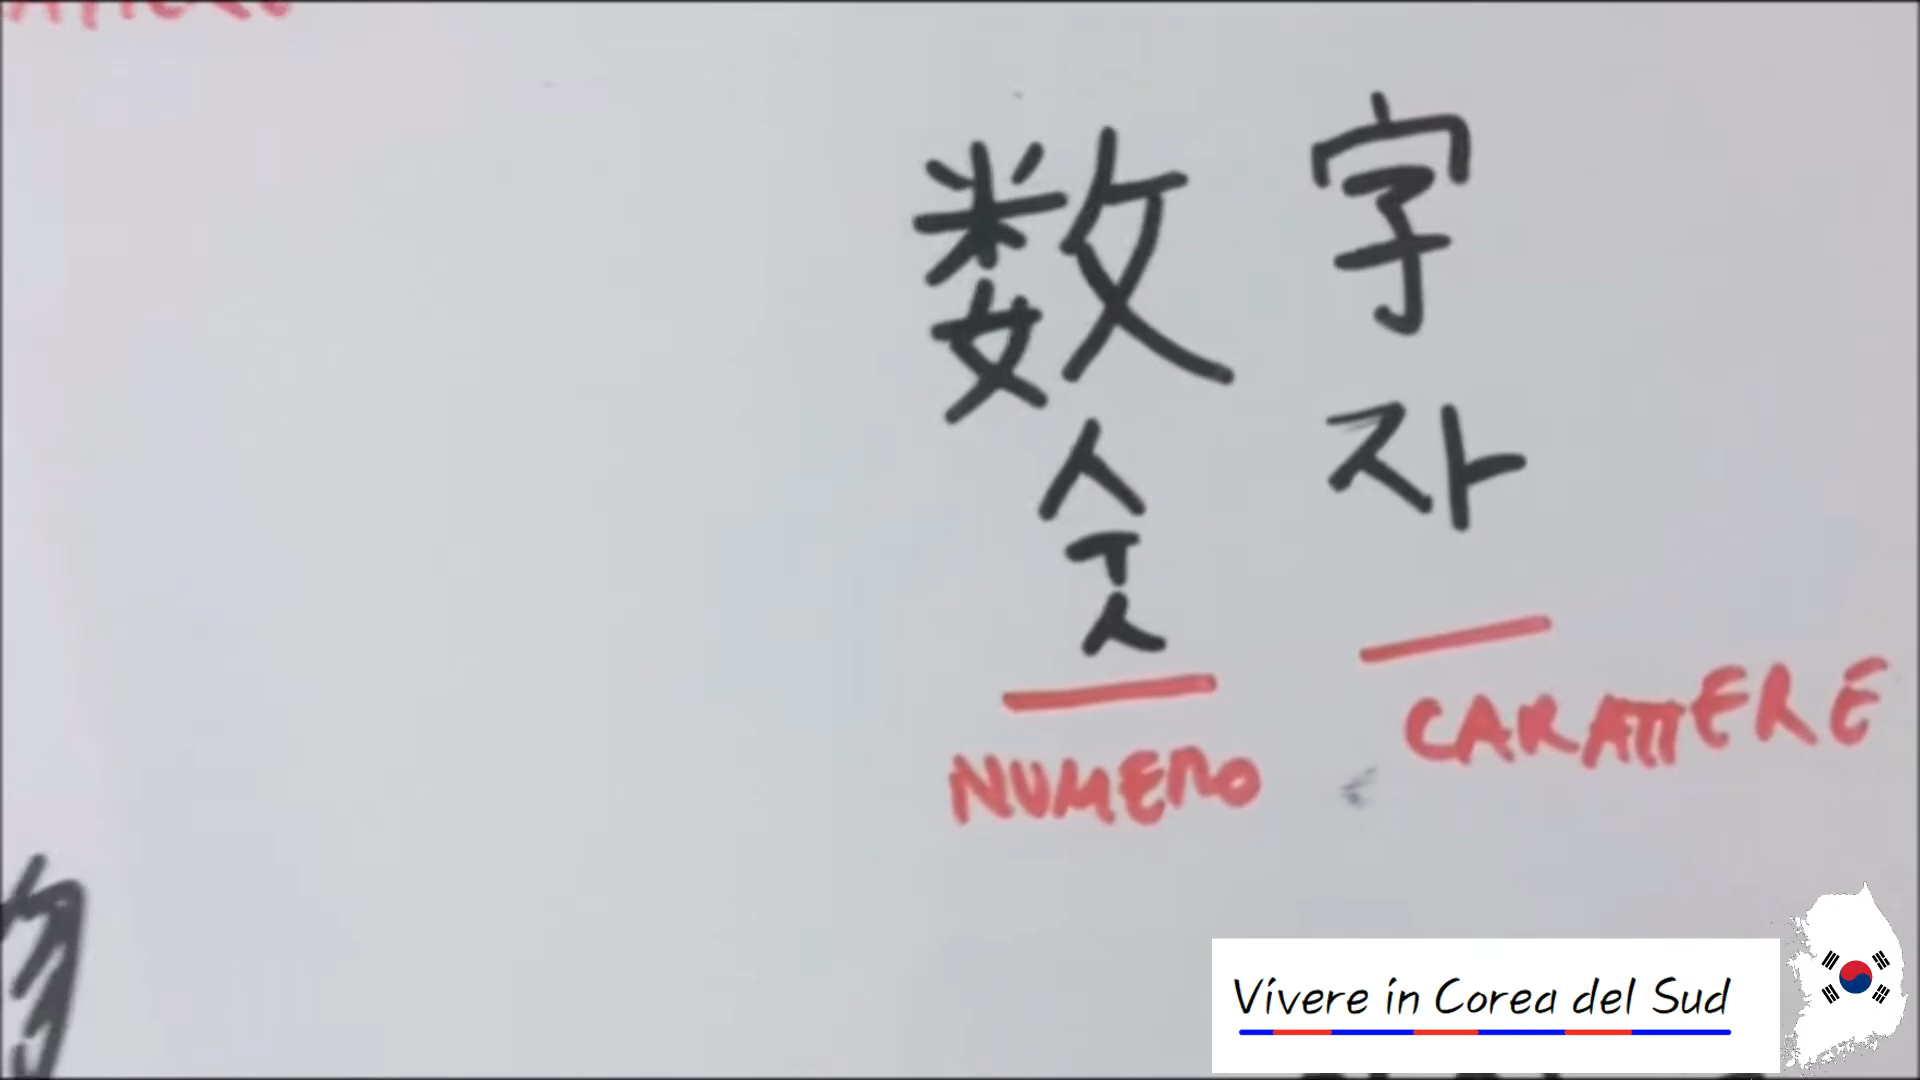 数字
숫자
NUMERO CARATTERE
Vivere in Corea del Sud